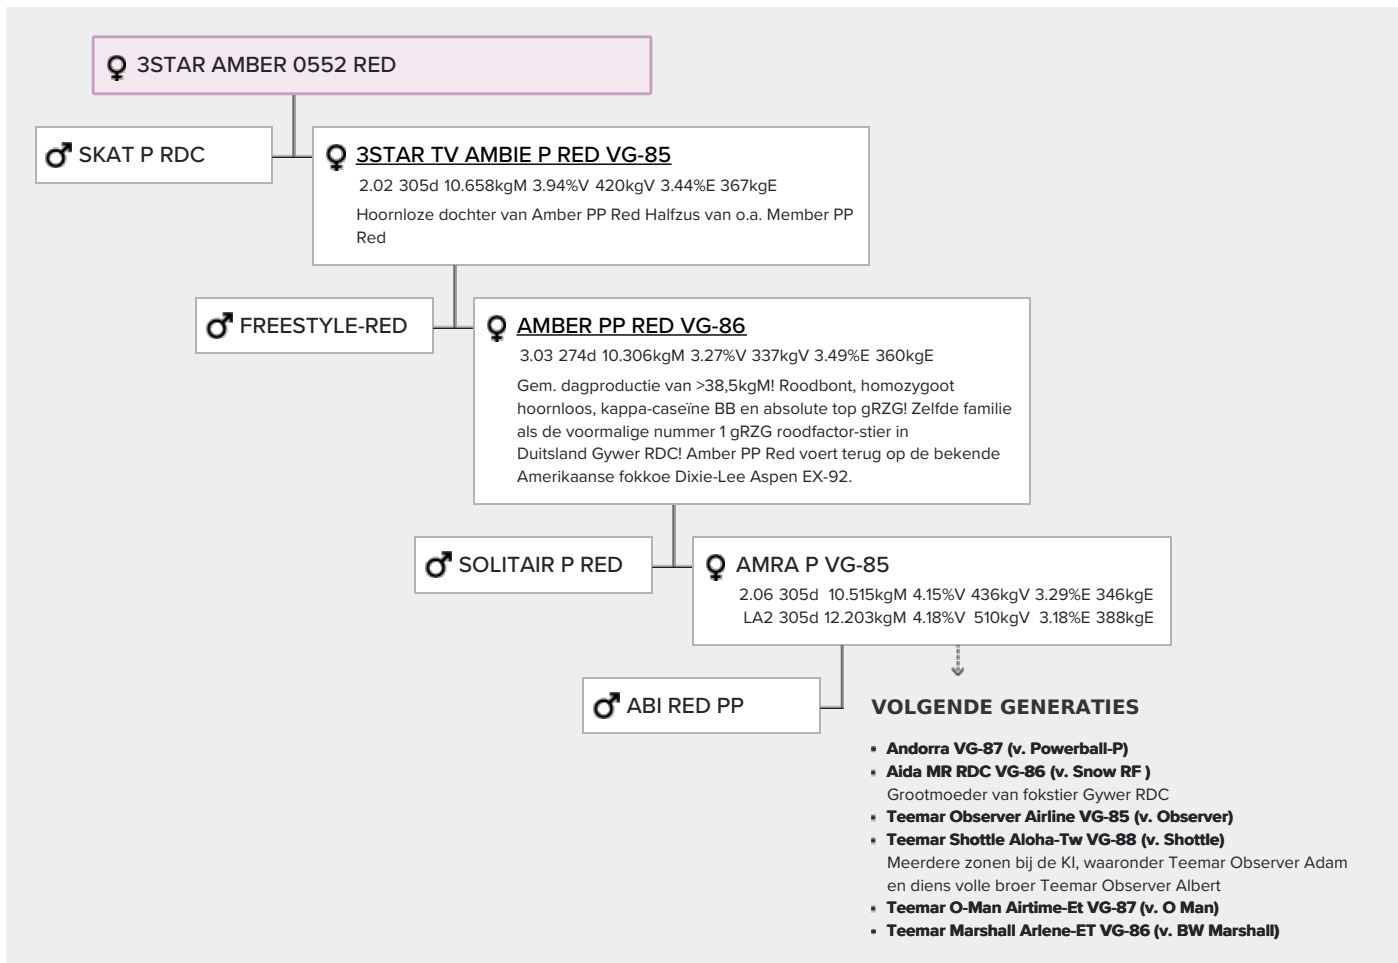 3STAR AMBER 0552 RED
SKAT P RDC
3STAR TV AMBIE P RED VG-85
2.02 305d 10.658kgM 3.94%V 420kgV 3.44%E 367kgE
Hoornloze dochter van Amber PP Red Halfzus van o.a. Member PP
Red
FREESTYLE-RED
AMBER PP RED VG-86
3.03 274d 10.306kgM 3.27%V 337kgV 3.49%E 360kgE
Gem. dagproductie van >38,5kgM! Roodbont, homozygoot
hoornloos, kappa-caseïne BB en absolute top gRZG! Zelfde familie
als de voormalige nummer 1 gRZG roodfactor-stier in
Duitsland Gywer RDC! Amber PP Red voert terug op de bekende
Amerikaanse fokkoe Dixie-Lee Aspen EX-92.
SOLITAIR P RED
AMRA P VG-85
2.06 305d 10.515kgM 4.15%V 436kgV 3.29%E 346kgE
LA2 305d 12.203kgM 4.18%V 510kgV 3.18%E 388kgE
ABI RED PP
VOLGENDE GENERATIES
Andorra VG-87 (v. Powerball-P)
Aida MR RDC VG-86 (v. Snow RF )
Grootmoeder van fokstier Gywer RDC
Teemar Observer Airline VG-85 (v. Observer)
Teemar Shottle Aloha-Tw VG-88 (v. Shottle)
Meerdere zonen bij de KI, waaronder Teemar Observer Adam
en diens volle broer Teemar Observer Albert
Teemar O-Man Airtime-Et VG-87 (v. O Man)
Teemar Marshall Arlene-ET VG-86 (v. BW Marshall)